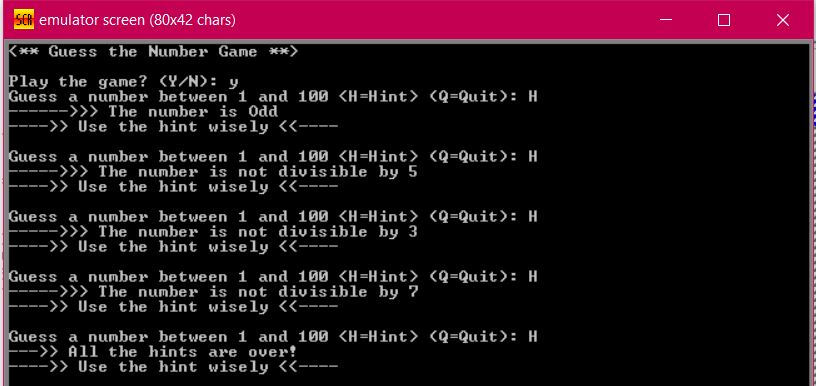 SCR emulator screen (80x42 chars)
<** Guess the Number Game **>
Play the game? (Y/N): y
Guess a number between 1 and 100 <H=Hint> (Q=Quit): H
------>>> The number is Odd
---->> Use the hint wisely <<----
Guess a number between 1 and 100 <H=Hint> (Q=Quit): H
----->>> The number is not divisible by 5
---->> Use the hint wisely <<----
Guess a number between 1 and 100 <H=Hint> (Q=Quit): H
----->>> The number is not divisible by 3
---->> Use the hint wisely <<----
Guess a number between 1 and 100 <H=Hint> (Q=Quit): H
----->>> The number is not divisible by 7
---->> Use the hint wisely <<----
Guess a number between 1 and 100 <H=Hint> (Q=Quit): H
--->> All the hints are over!
---->> Use the hint wisely <<----